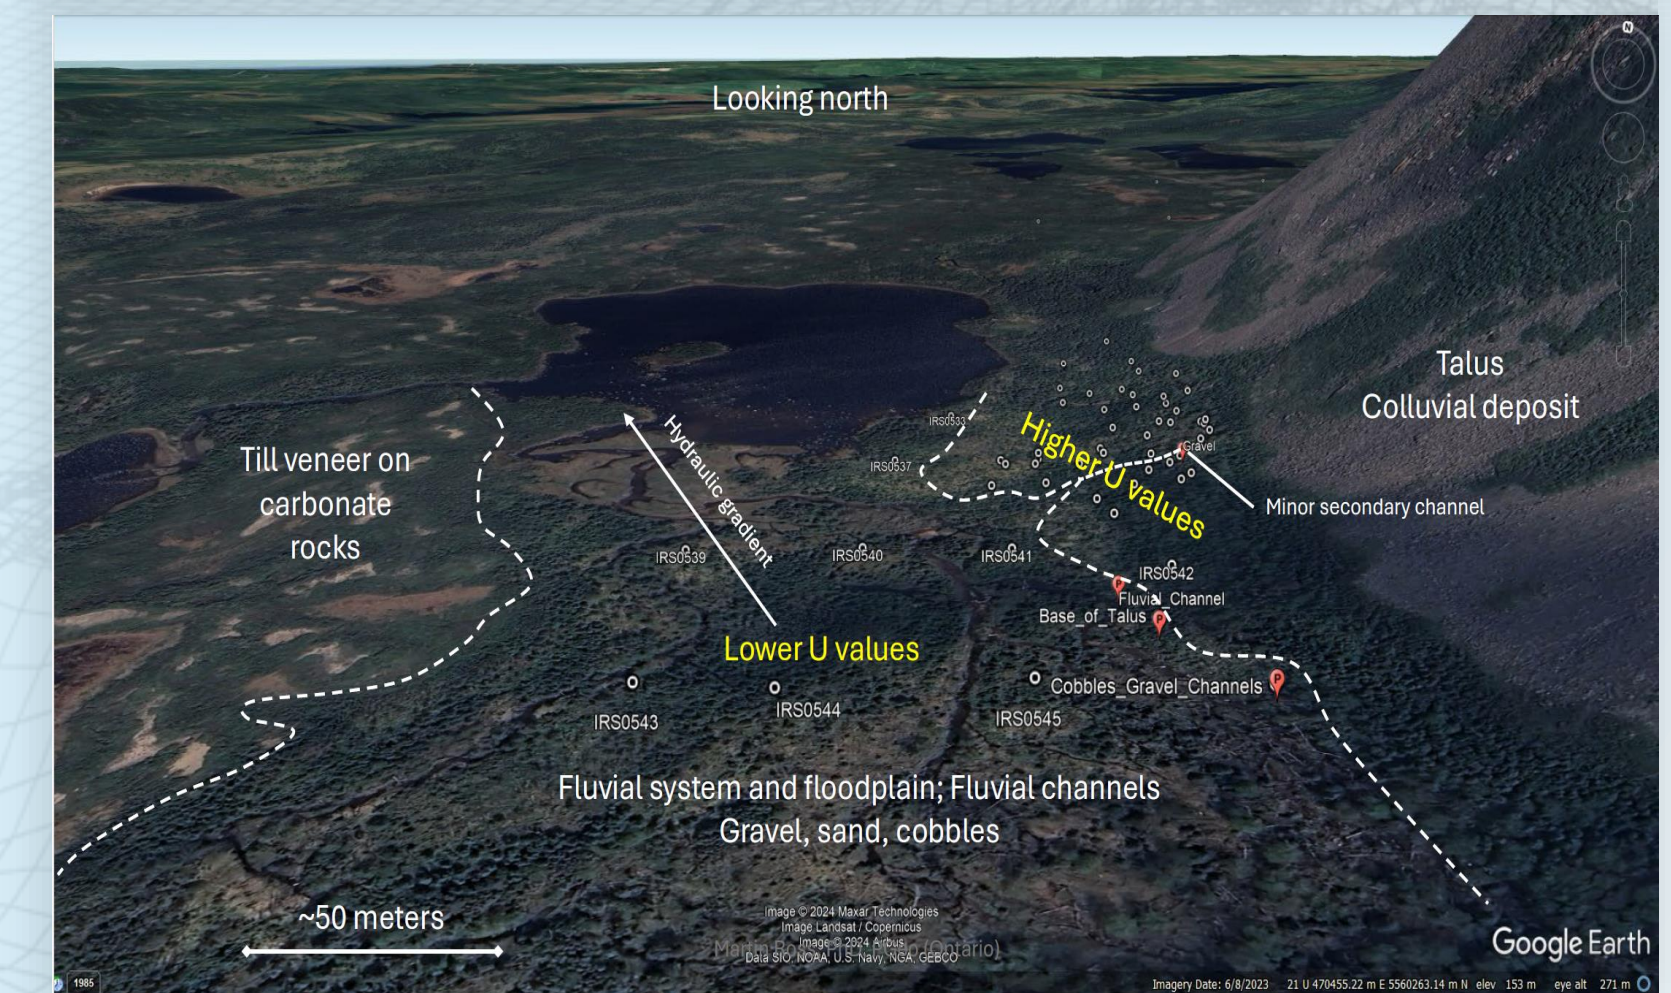 N
Looking north
Talus
Colluvial deposit
IRS0533
Higher U values
Gravel
IRS0537
Hydraulic gradient
Till veneer on
carbonate
rocks
Minor secondary channel
IRS0539
IRS0540
IRS0541
IRS0542
Fluvial_Channel
Base_of_Talus
Lower U values
Cobbles_Gravel_Channels
IRS0543
IRS0544
IRS0545
Fluvial system and floodplain; Fluvial channels
Gravel, sand, cobbles
~50 meters
Image © 2024 Maxar Technologies
Image Landsat / Copernicus
Image © 2024 Airbus
Data SIO, NOAA, U.S. Navy, NGA, GEBCO
Google Earth
1985
Imagery Date: 6/8/2023 21 U 470455.22 m E 5560263.14 m N elev 153 m eye alt 271 m